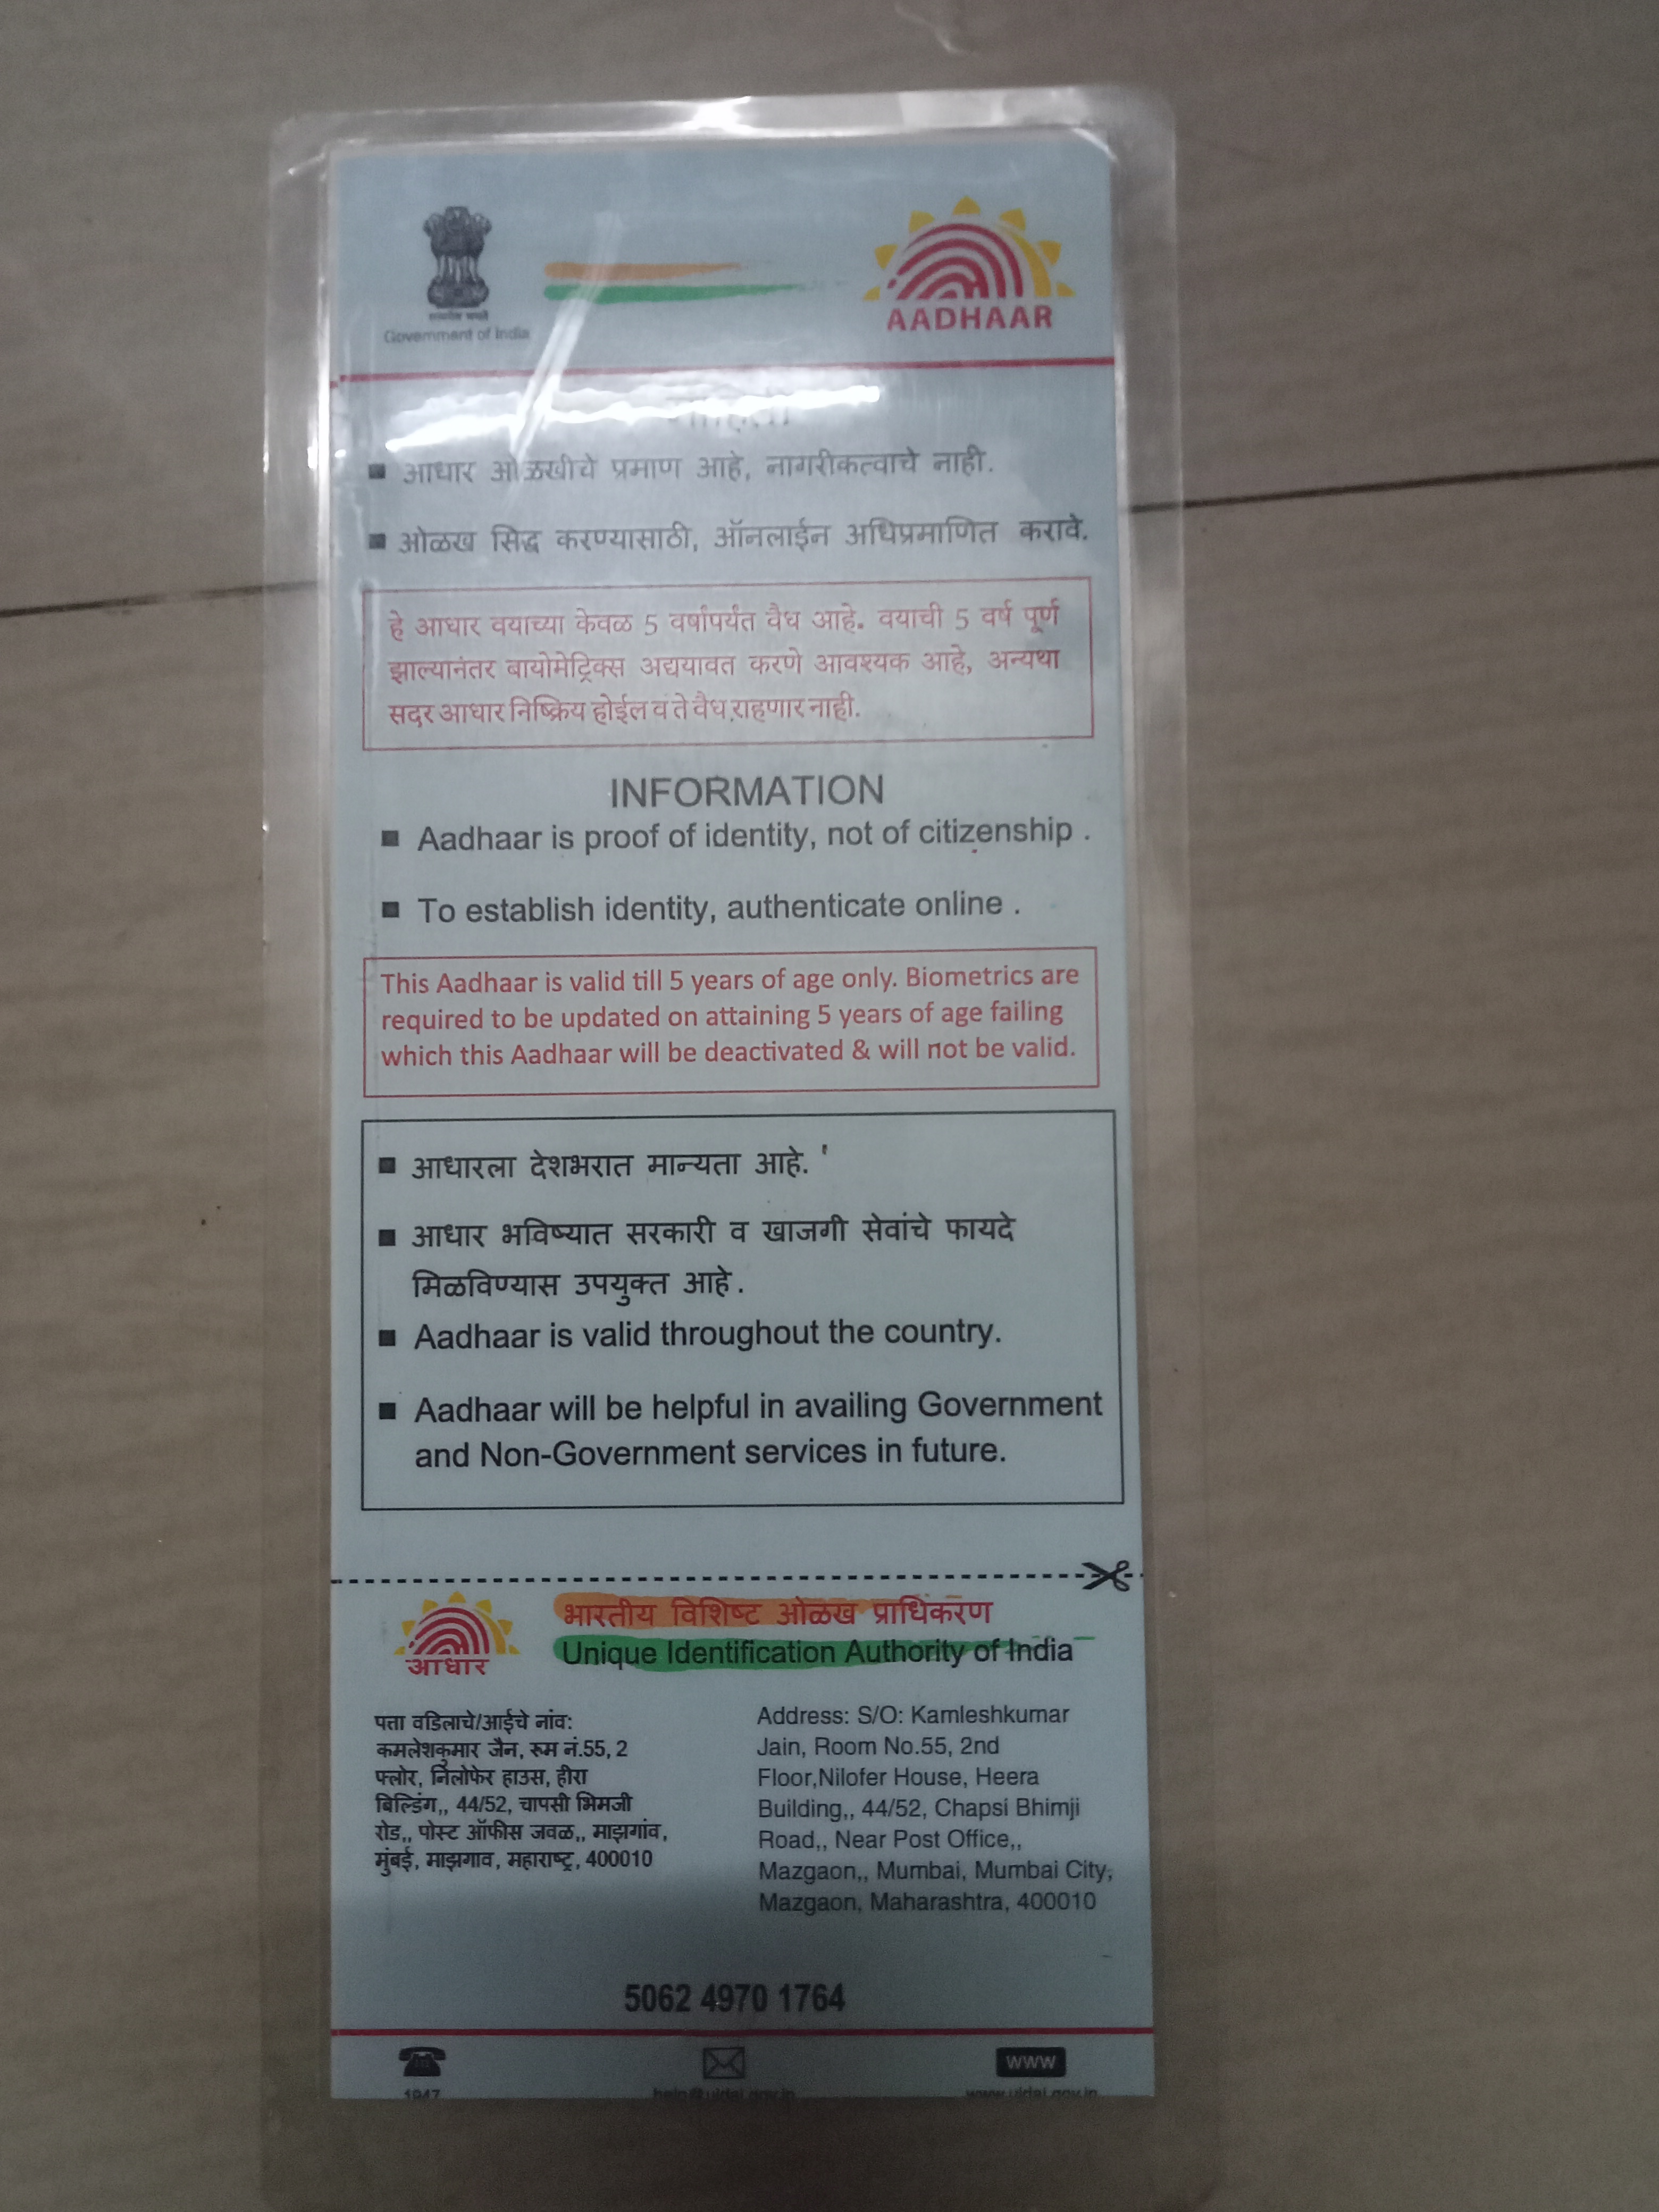 Government of India
AADHAAR
■ आधार ओळखीचे प्रमाण आहे, नागरीकत्वाचे नाही.
■ ओळख सिद्ध करण्यासाठी, ऑनलाईन अधिप्रमाणित करावे.
हे आधार वयाच्या केवळ 5 वर्षांपर्यंत वैध आहे. वयाची 5 वर्ष पूर्ण
झाल्यानंतर बायोमेट्रिक्स अद्ययावत करणे आवश्यक आहे, अन्यथा
सदर आधार निष्क्रिय होईल व ते वैध राहणार नाही.
INFORMATION
■ Aadhaar is proof of identity, not of citizenship .
■ To establish identity, authenticate online .
This Aadhaar is valid till 5 years of age only. Biometrics are
required to be updated on attaining 5 years of age failing
which this Aadhaar will be deactivated & will not be valid.
■ आधारला देशभरात मान्यता आहे.
■ आधार भविष्यात सरकारी व खाजगी सेवांचे फायदे
मिळविण्यास उपयुक्त आहे .
■ Aadhaar is valid throughout the country.
■ Aadhaar will be helpful in availing Government
and Non-Government services in future.
आधार
भारतीय विशिष्ट ओळख प्राधिकरण
Unique Identification Authority of India
पत्ता वडिलाचे/आईचे नांव:
कमलेशकुमार जैन, रूम नं.55, 2
फ्लोर, निलोफेर हाउस, हीरा
बिल्डिंग,, 44/52, चापसी भिमजी
रोड,, पोस्ट ऑफीस जवळ,, माझगांव,
मुंबई, माझगाव, महाराष्ट्र, 400010
Address: S/O: Kamleshkumar
Jain, Room No.55, 2nd
Floor,Nilofer House, Heera
Building,, 44/52, Chapsi Bhimji
Road,, Near Post Office,,
Mazgaon,, Mumbai, Mumbai City,
Mazgaon, Maharashtra, 400010
5062 4970 1764
WWW
1947
help@uidai.gov.in
www.uidai.gov.in